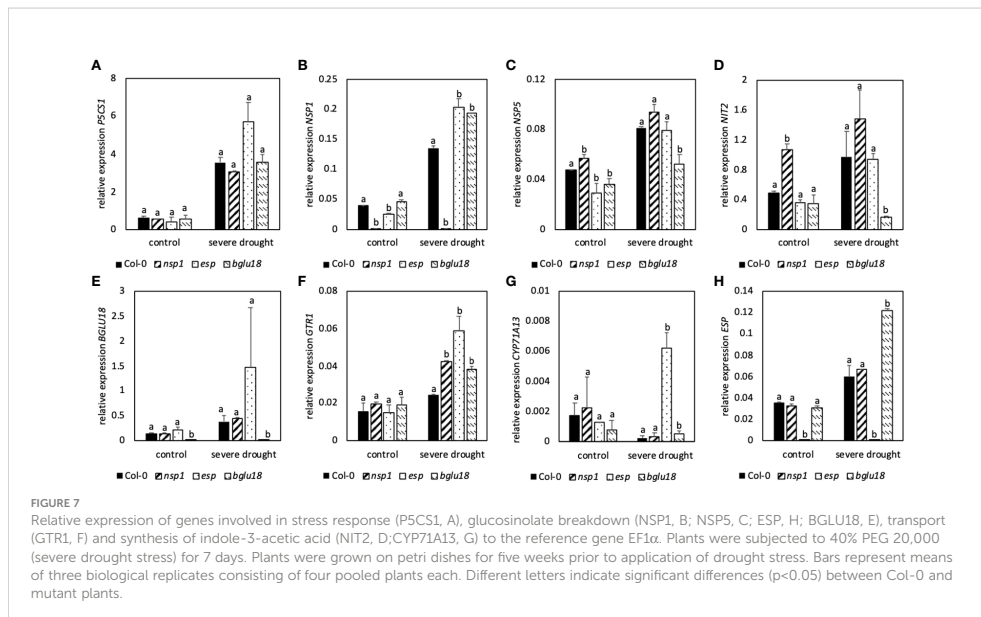 A
relative expression P5CS1
8
6
4
2
0
a a a a
a a a a
control severe drought
Col-0 nsp1 esp bglu18
B
relative expression NSP1
0.25
0.2
0.15
0.1
0.05
0
a b b a
a b b b
control severe drought
Col-0 nsp1 esp bglu18
C
relative expression NSP5
0.12
0.08
0.04
0
a b b b
a a a b
control severe drought
Col-0 nsp1 esp bglu18
D
relative expression NIT2
2
1.6
1.2
0.8
0.4
0
a b a a
a a a b
control severe drought
Col-0 nsp1 esp bglu18
E
relative expression BGLU18
3
2.5
2
1.5
1
0.5
0
a a a b
a a a b
control severe drought
Col-0 nsp1 esp bglu18
F
relative expression GTR1
0.08
0.06
0.04
0.02
0
a a a a
a b b b
control severe drought
Col-0 nsp1 esp bglu18
G
relative expression CYP71A13
0.01
0.008
0.006
0.004
0.002
0
a a a a
a a b b
control severe drought
Col-0 nsp1 esp bglu18
H
relative expression ESP
0.14
0.12
0.1
0.08
0.06
0.04
0.02
0
a a b a
a a b b
control severe drought
Col-0 nsp1 esp bglu18
FIGURE 7
Relative expression of genes involved in stress response (P5CS1, A), glucosinolate breakdown (NSP1, B; NSP5, C; ESP, H; BGLU18, E), transport
(GTR1, F) and synthesis of indole-3-acetic acid (NIT2, D;CYP71A13, G) to the reference gene EF1α. Plants were subjected to 40% PEG 20,000
(severe drought stress) for 7 days. Plants were grown on petri dishes for five weeks prior to application of drought stress. Bars represent means
of three biological replicates consisting of four pooled plants each. Different letters indicate significant differences (p<0.05) between Col-0 and
mutant plants.